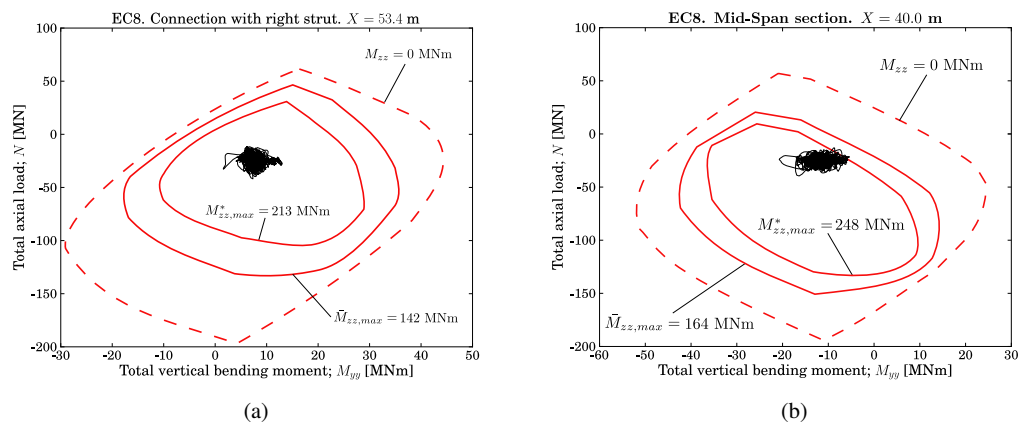 EC8. Connection with right strut. X = 53.4 m
Total axial load; N [MN]
100
50
0
-50
-100
-150
-200
M_zz = 0 MNm
M*_zz,max = 213 MNm
M̄_zz,max = 142 MNm
-30 -20 -10 0 10 20 30 40 50
Total vertical bending moment; M_yy [MNm]
(a)
EC8. Mid-Span section. X = 40.0 m
Total axial load; N [MN]
100
50
0
-50
-100
-150
-200
M_zz = 0 MNm
M*_zz,max = 248 MNm
M̄_zz,max = 164 MNm
-60 -50 -40 -30 -20 -10 0 10 20 30
Total vertical bending moment; M_yy [MNm]
(b)